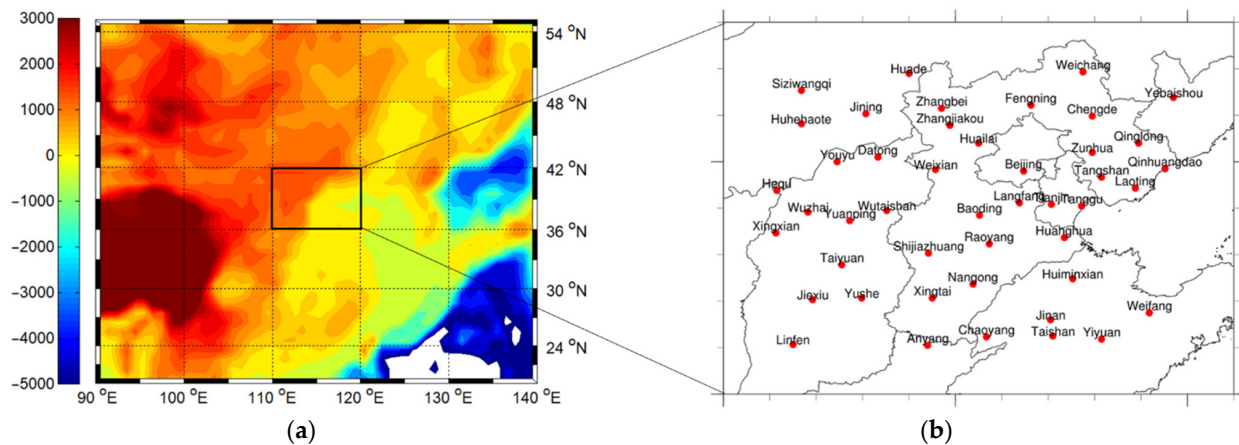 3000
2000
1000
0
−1000
−2000
−3000
−4000
−5000
54 °N
48 °N
42 °N
36 °N
30 °N
24 °N
90 °E
100 °E
110 °E
120 °E
130 °E
140 °E
(a)
Weichang
Huade
Siziwangqi
Yebaishou
Zhangbei
Fengning
Jining
Chengde
Huhehaote
Zhangjiakou
Qinglong
Huailai
Zunhua
Youyu
Datong
Weixian
Beijing
Qinhuangdao
Tangshan
Laoting
Hequ
Langfang
Tianjin
Tanggu
Wuzhai
Wutaishan
Yuanping
Baoding
Xingxian
Huanghua
Raoyang
Shijiazhuang
Taiyuan
Huiminxian
Nangong
Jiexiu
Yushe
Xingtai
Weifang
Jinan
Chaoyang
Taishan
Yiyuan
Linfen
Anyang
(b)